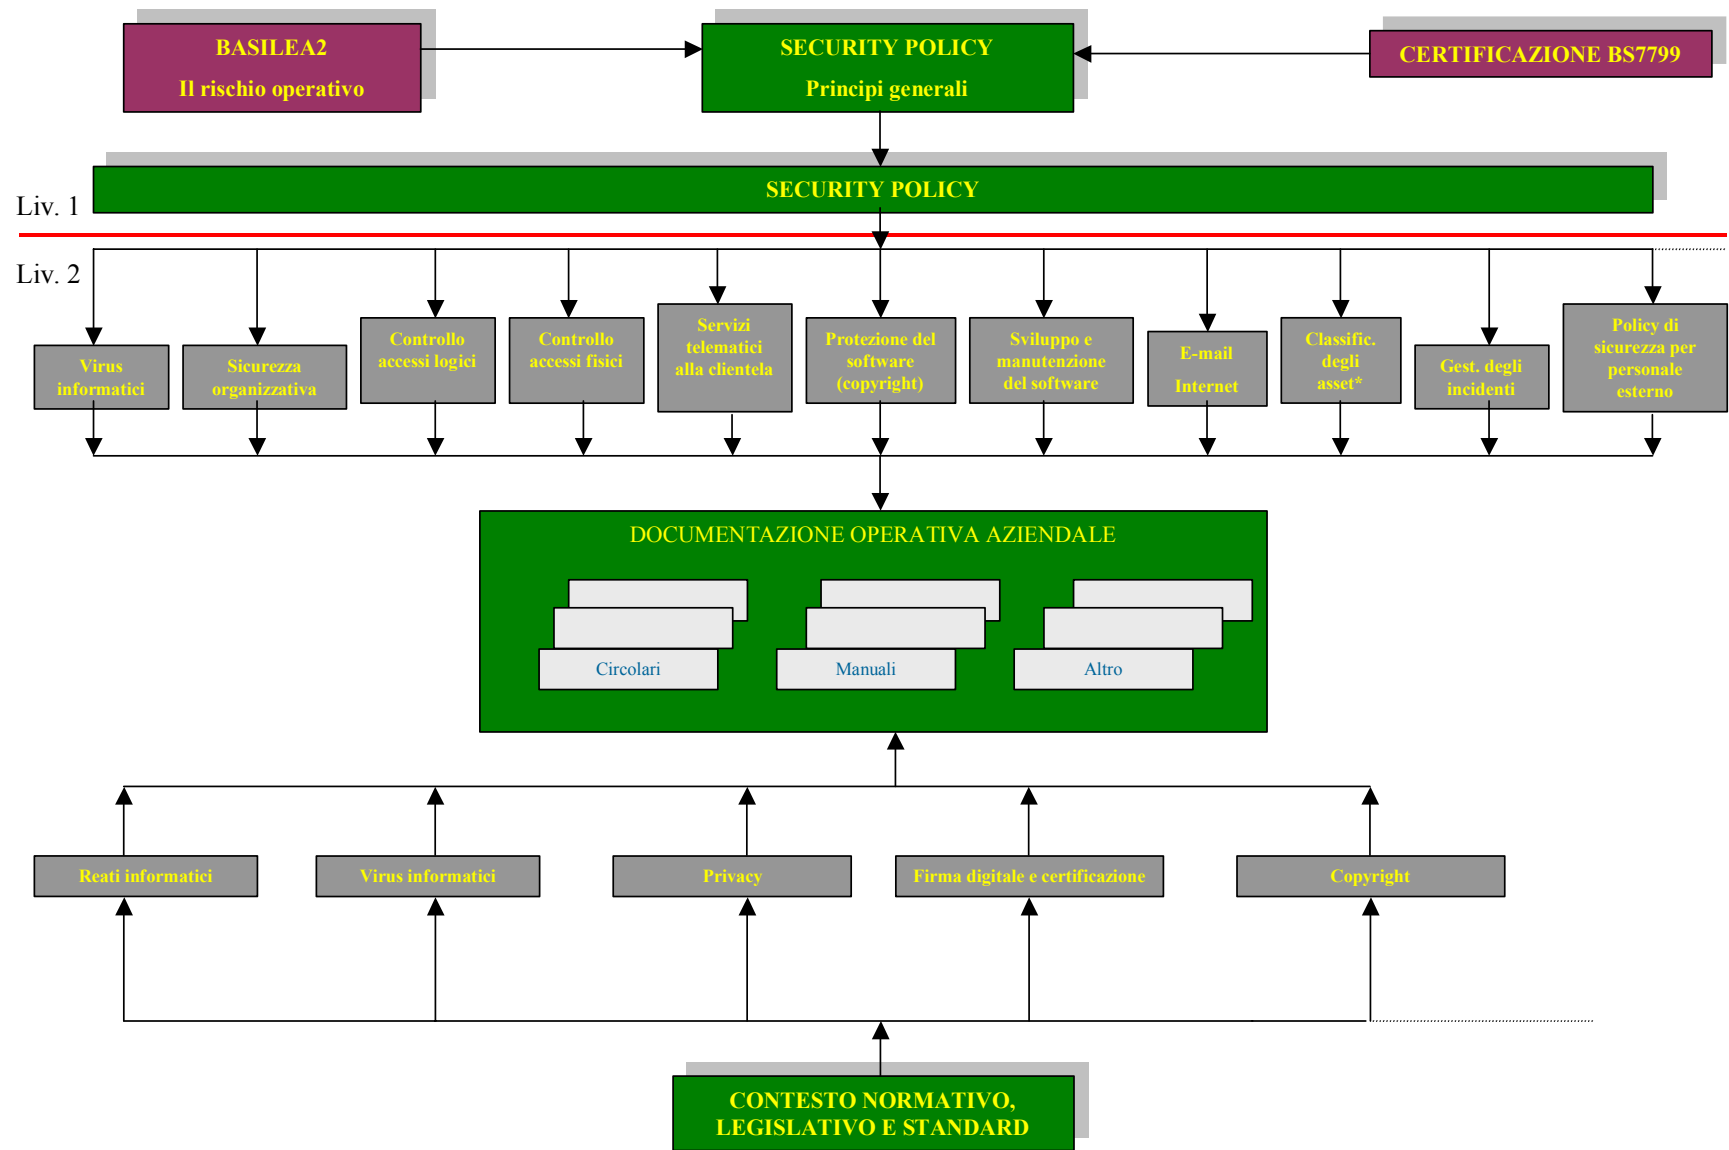 BASILEA2
Il rischio operativo
SECURITY POLICY
Principi generali
CERTIFICAZIONE BS7799
SECURITY POLICY
Liv. 1
Liv. 2
Virus
informatici
Sicurezza
organizzativa
Controllo
accessi logici
Controllo
accessi fisici
Servizi
telematici
alla clientela
Protezione del
software
(copyright)
Sviluppo e
manutenzione
del software
E-mail
Internet
Classific.
degli
asset*
Gest. degli
incidenti
Policy di
sicurezza per
personale
esterno
DOCUMENTAZIONE OPERATIVA AZIENDALE
Circolari
Manuali
Altro
Reati informatici
Virus informatici
Privacy
Firma digitale e certificazione
Copyright
CONTESTO NORMATIVO,
LEGISLATIVO E STANDARD